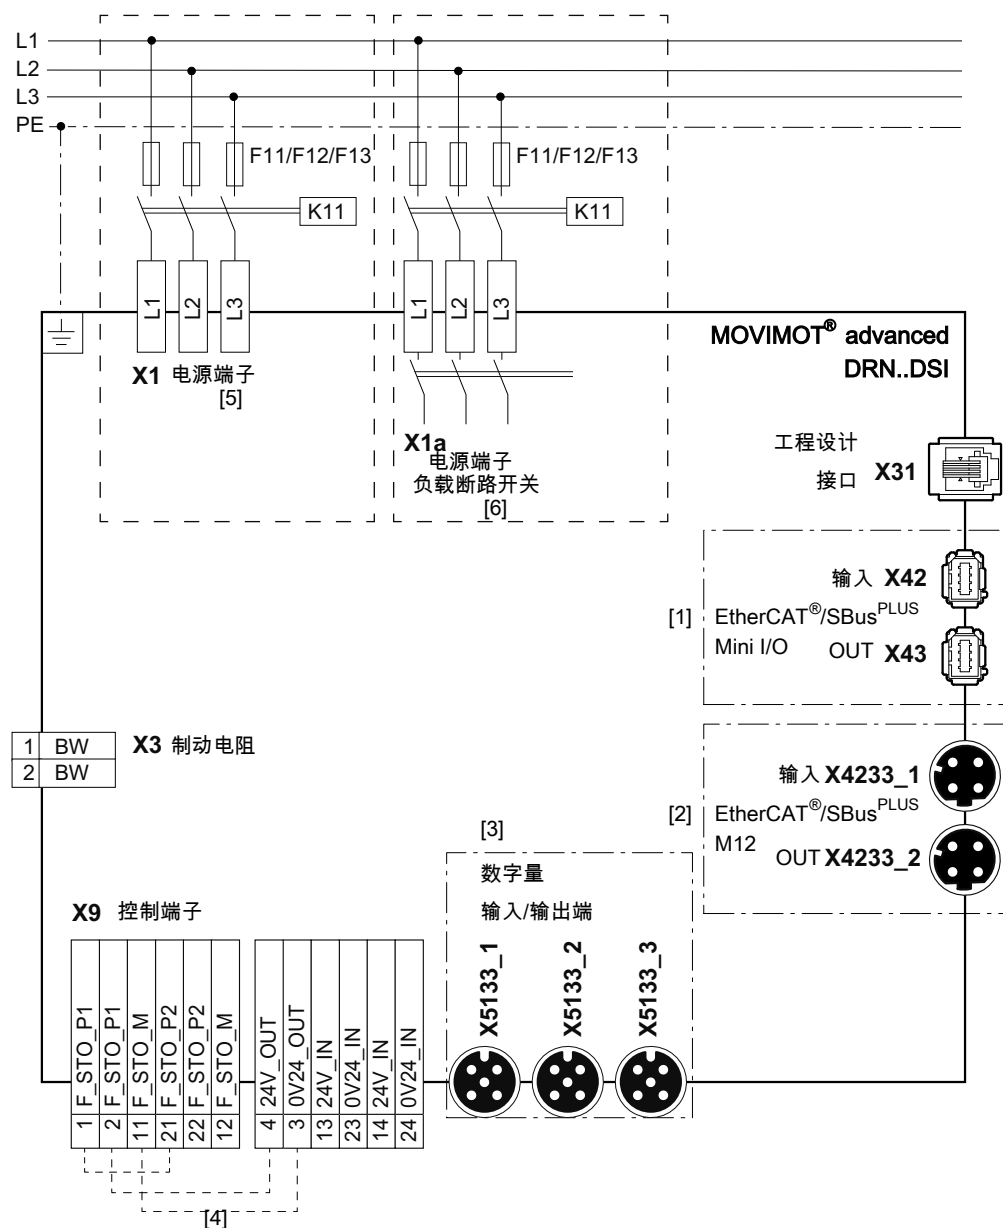 L1
L2
L3
PE
F11/F12/F13
F11/F12/F13
K11
K11
L1
L2
L3
L1
L2
L3
MOVIMOT® advanced
DRN..DSI
X1 电源端子
[5]
X1a
电源端子
负载断路开关
[6]
工程设计
接口 X31
输入 X42
[1] EtherCAT®/SBusPLUS
Mini I/O OUT X43
1 BW
2 BW
X3 制动电阻
输入 X4233_1
[2] EtherCAT®/SBusPLUS
M12 OUT X4233_2
[3]
数字量
输入/输出端
X5133_1
X5133_2
X5133_3
X9 控制端子
1 F_STO_P1
2 F_STO_P1
11 F_STO_M
21 F_STO_P2
22 F_STO_P2
12 F_STO_M
4 24V_OUT
3 0V24_OUT
13 24V_IN
23 0V24_IN
14 24V_IN
24 0V24_IN
[4]